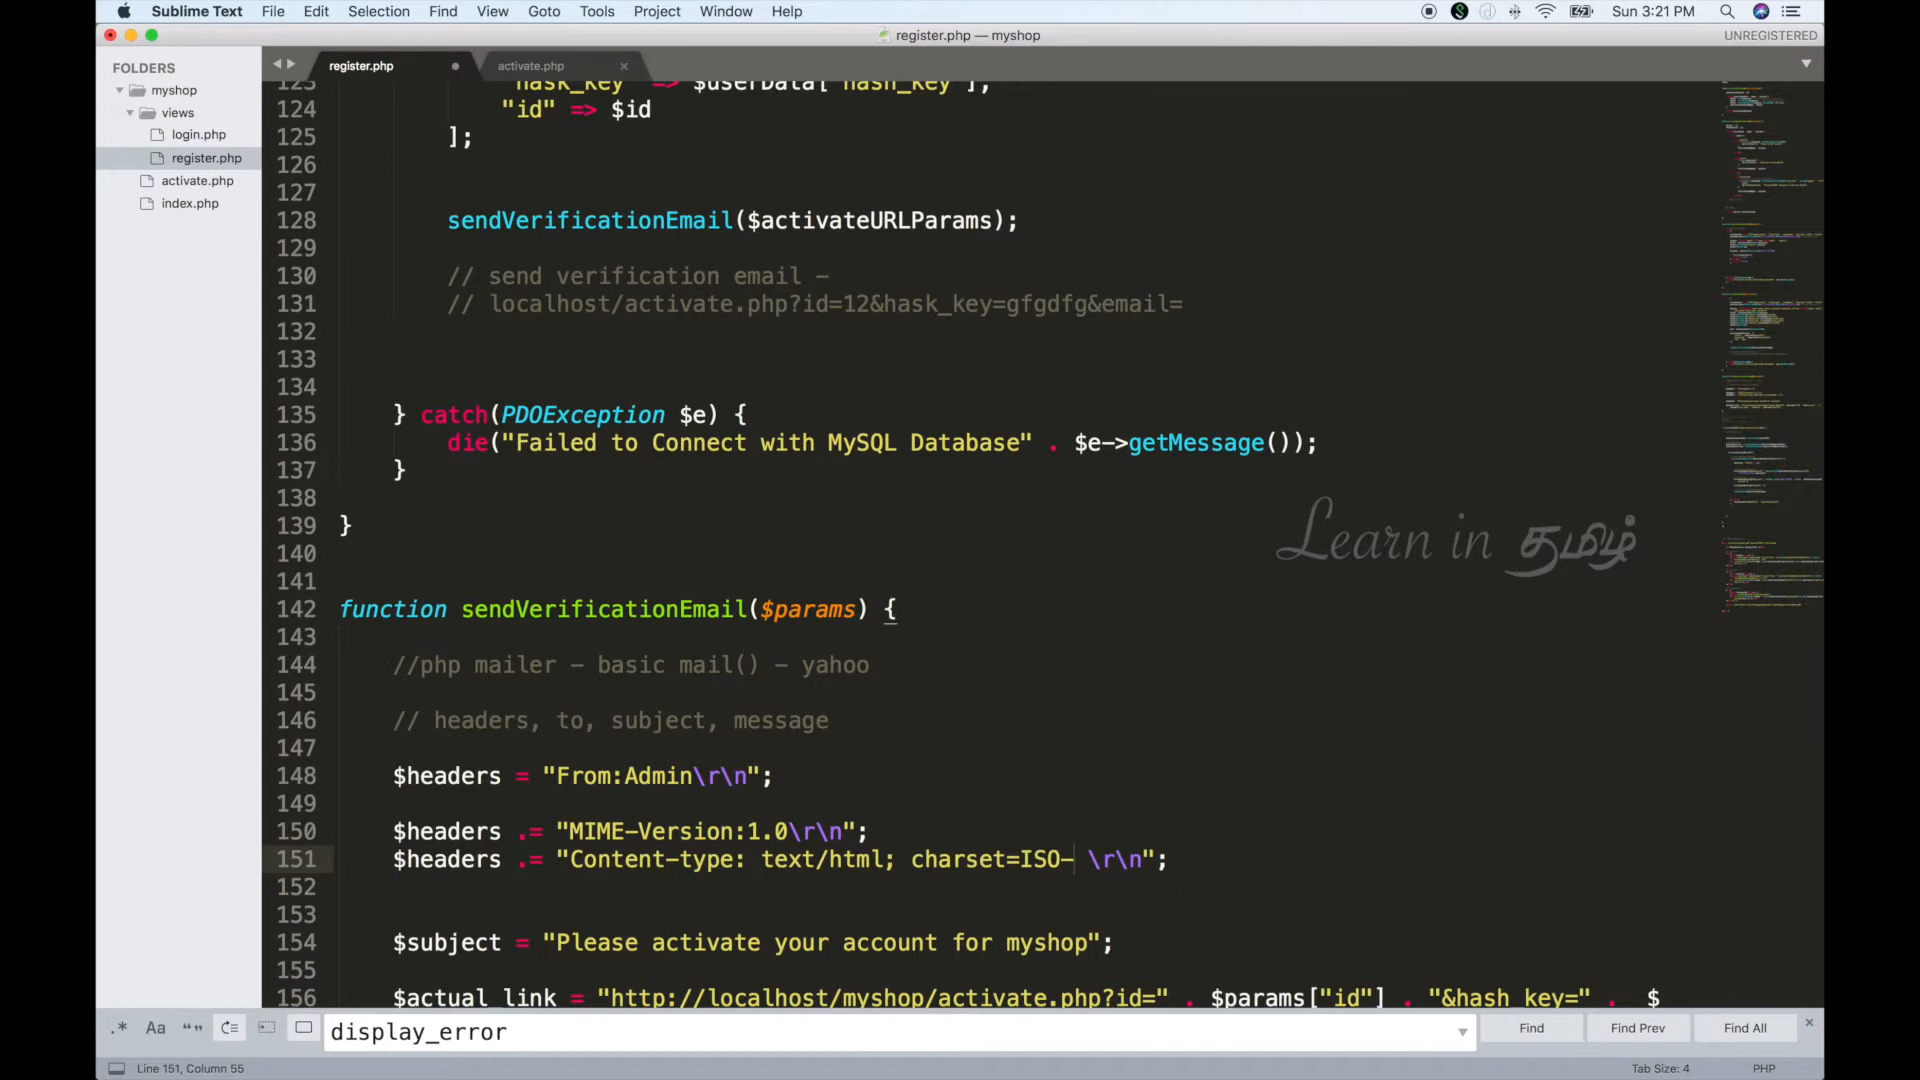 Sublime Text File Edit Selection Find View Goto Tools Project Window Help Sun 3:21 PM
register.php — myshop UNREGISTERED
FOLDERS
myshop
views
login.php
register.php
activate.php
index.php
register.php activate.php
123 "hask_key" => $userData["hash_key"],
124 "id" => $id
125 ];
126
127
128 sendVerificationEmail($activateURLParams);
129
130 // send verification email -
131 // localhost/activate.php?id=12&hask_key=gfgdfg&email=
132
133
134
135 } catch(PDOException $e) {
136 die("Failed to Connect with MySQL Database" . $e->getMessage());
137 }
138
139 }
140
141
142 function sendVerificationEmail($params) {
143
144 //php mailer - basic mail() - yahoo
145
146 // headers, to, subject, message
147
148 $headers = "From:Admin\r\n";
149
150 $headers .= "MIME-Version:1.0\r\n";
151 $headers .= "Content-type: text/html; charset=ISO- \r\n";
152
153
154 $subject = "Please activate your account for myshop";
155
156 $actual_link = "http://localhost/myshop/activate.php?id=" . $params["id"] . "&hash_key=" . $
Learn in தமிழ்
.* Aa “” display_error Find Find Prev Find All
Line 151, Column 55 Tab Size: 4 PHP